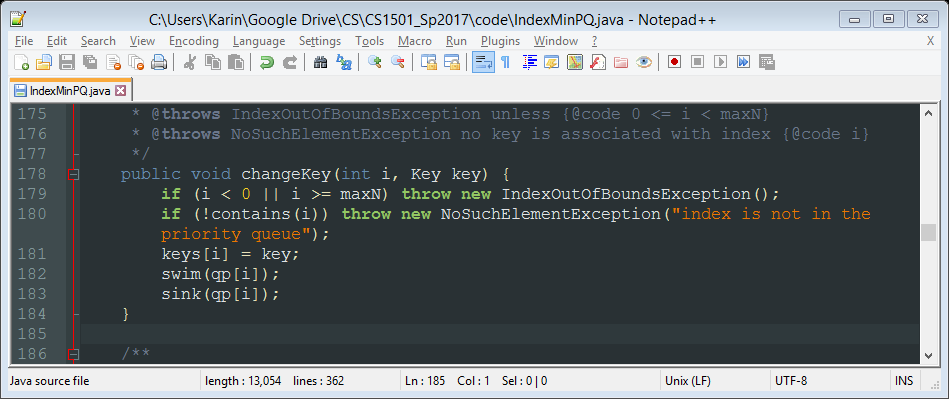 C:\Users\Karin\Google Drive\CS\CS1501_Sp2017\code\IndexMinPQ.java - Notepad++
File Edit Search View Encoding Language Settings Tools Macro Run Plugins Window ? X
IndexMinPQ.java
175 * @throws IndexOutOfBoundsException unless {@code 0 <= i < maxN}
176 * @throws NoSuchElementException no key is associated with index {@code i}
177 */
178 public void changeKey(int i, Key key) {
179 if (i < 0 || i >= maxN) throw new IndexOutOfBoundsException();
180 if (!contains(i)) throw new NoSuchElementException("index is not in the
priority queue");
181 keys[i] = key;
182 swim(qp[i]);
183 sink(qp[i]);
184 }
185
186 /**
Java source file length : 13,054 lines : 362 Ln : 185 Col : 1 Sel : 0 | 0 Unix (LF) UTF-8 INS